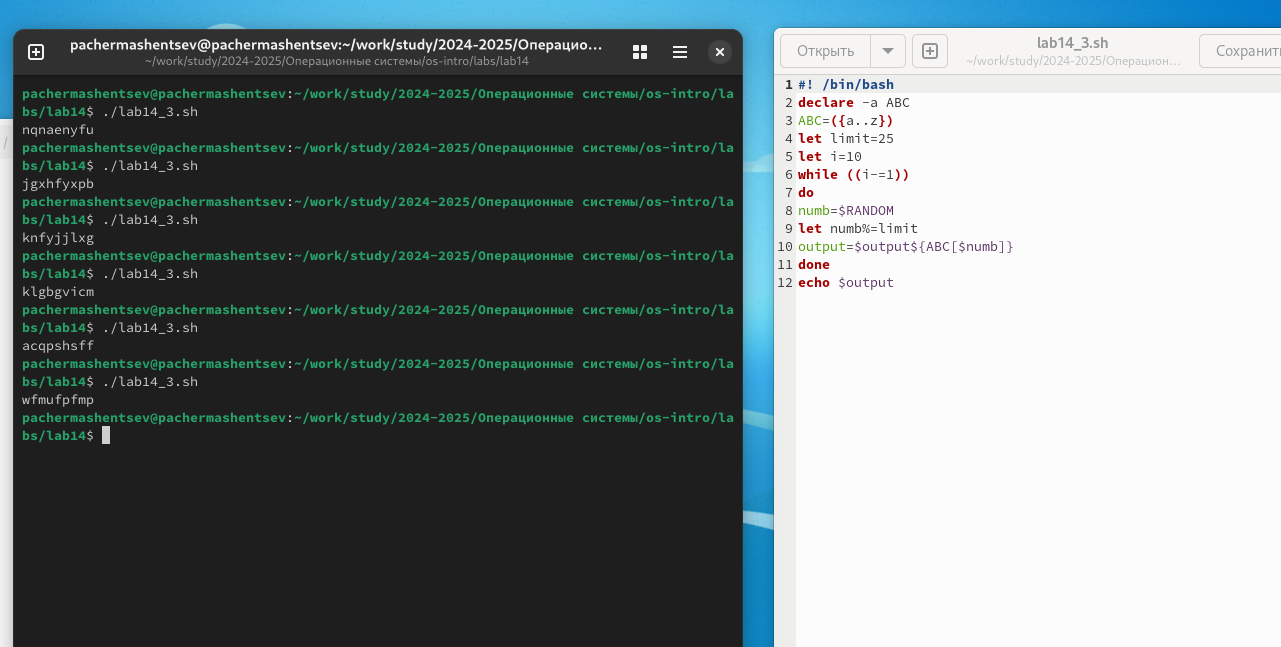 pachermashentsev@pachermashentsev:~/work/study/2024-2025/Операцио...
~/work/study/2024-2025/Операционные системы/os-intro/labs/lab14
pachermashentsev@pachermashentsev:~/work/study/2024-2025/Операционные системы/os-intro/la
bs/lab14$ ./lab14_3.sh
nqnaenyfu
pachermashentsev@pachermashentsev:~/work/study/2024-2025/Операционные системы/os-intro/la
bs/lab14$ ./lab14_3.sh
jgxhfyxpb
pachermashentsev@pachermashentsev:~/work/study/2024-2025/Операционные системы/os-intro/la
bs/lab14$ ./lab14_3.sh
knfyjjlxg
pachermashentsev@pachermashentsev:~/work/study/2024-2025/Операционные системы/os-intro/la
bs/lab14$ ./lab14_3.sh
klgbgvicm
pachermashentsev@pachermashentsev:~/work/study/2024-2025/Операционные системы/os-intro/la
bs/lab14$ ./lab14_3.sh
acqpshsff
pachermashentsev@pachermashentsev:~/work/study/2024-2025/Операционные системы/os-intro/la
bs/lab14$ ./lab14_3.sh
wfmufpfmp
pachermashentsev@pachermashentsev:~/work/study/2024-2025/Операционные системы/os-intro/la
bs/lab14$
Открыть
lab14_3.sh
~/work/study/2024-2025/Операцион...
Сохранит
1 #! /bin/bash
2 declare -a ABC
3 ABC=({a..z})
4 let limit=25
5 let i=10
6 while ((i-=1))
7 do
8 numb=$RANDOM
9 let numb%=limit
10 output=$output${ABC[$numb]}
11 done
12 echo $output